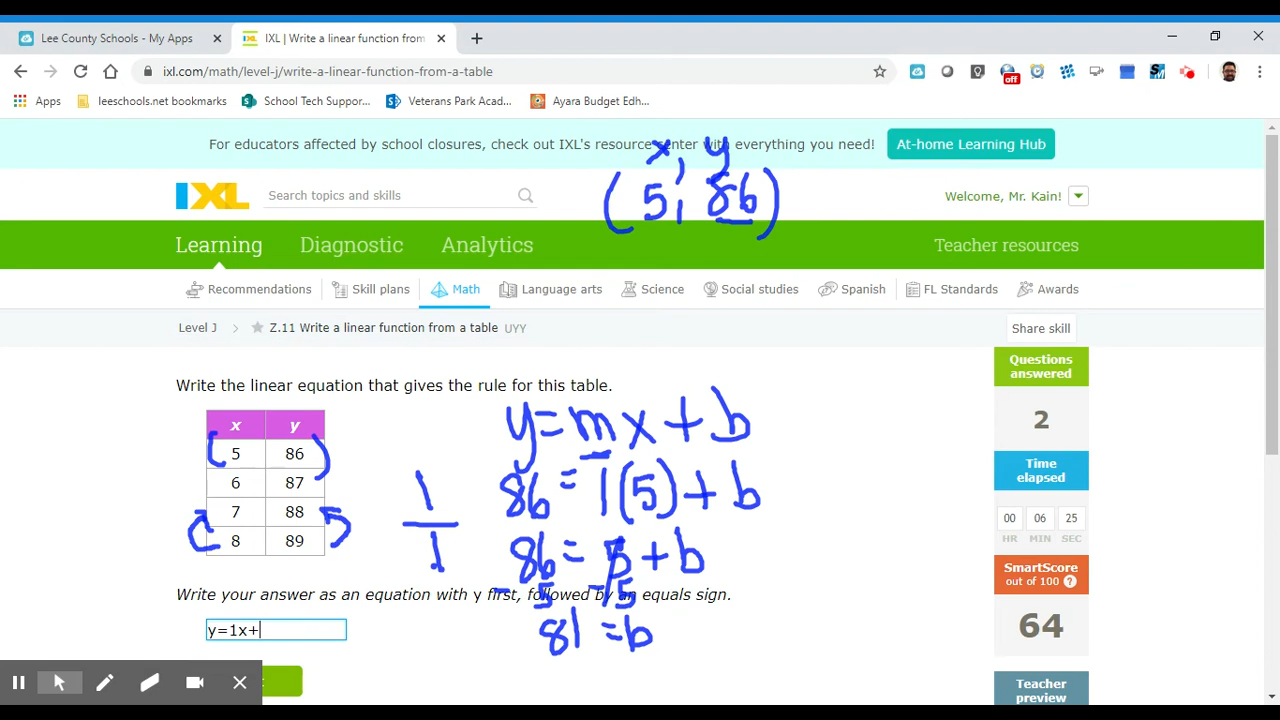 Lee County Schools - My Apps
IXL | Write a linear function from
ixl.com/math/level-j/write-a-linear-function-from-a-table
off
Apps
leeschools.net bookmarks
School Tech Support...
Veterans Park Acad...
Ayara Budget Edh...
For educators affected by school closures, check out IXL's resource center with everything you need!
At-home Learning Hub
x, y
(5, 86)
IXL
Search topics and skills
Welcome, Mr. Kain!
Learning
Diagnostic
Analytics
Teacher resources
Recommendations
Skill plans
Math
Language arts
Science
Social studies
Spanish
FL Standards
Awards
Level J > Z.11 Write a linear function from a table UYY
Share skill
Write the linear equation that gives the rule for this table.
x y
5 86
6 87
7 88
8 89
1
1
y=mx+b
86=1(5)+b
86=5+b
-5 -5
81=b
Write your answer as an equation with y first, followed by an equals sign.
y=1x+
Questions answered
2
Time elapsed
00 06 25
HR MIN SEC
SmartScore
out of 100 ?
64
Teacher preview